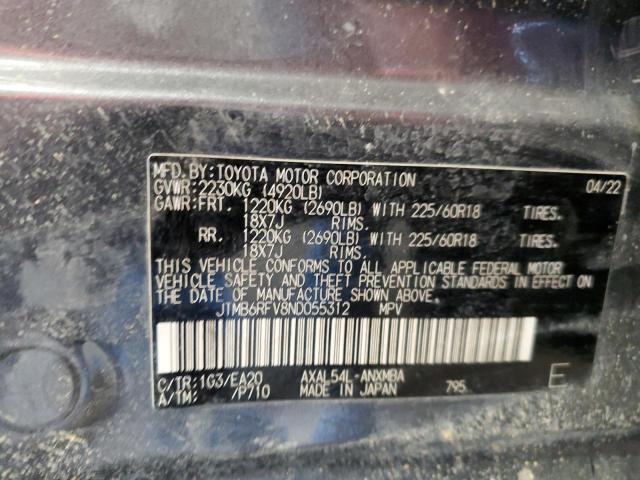 MFD.BY:TOYOTA MOTOR CORPORATION 04/22
GVWR:2230KG (4920LB)
GAWR:FRT. 1220KG (2690LB) WITH 225/60R18 TIRES.
18X7J RIMS.
RR. 1220KG (2690LB) WITH 225/60R18 TIRES.
18X7J RIMS.
THIS VEHICLE CONFORMS TO ALL APPLICABLE FEDERAL MOTOR
VEHICLE SAFETY AND THEFT PREVENTION STANDARDS IN EFFECT
ON THE DATE OF MANUFACTURE SHOWN ABOVE.
JTMB6RFV8ND055312 MPV
C/TR:1G3/EA20 AXAL54L-ANXMBA 795 E
A/TM: /P710 MADE IN JAPAN